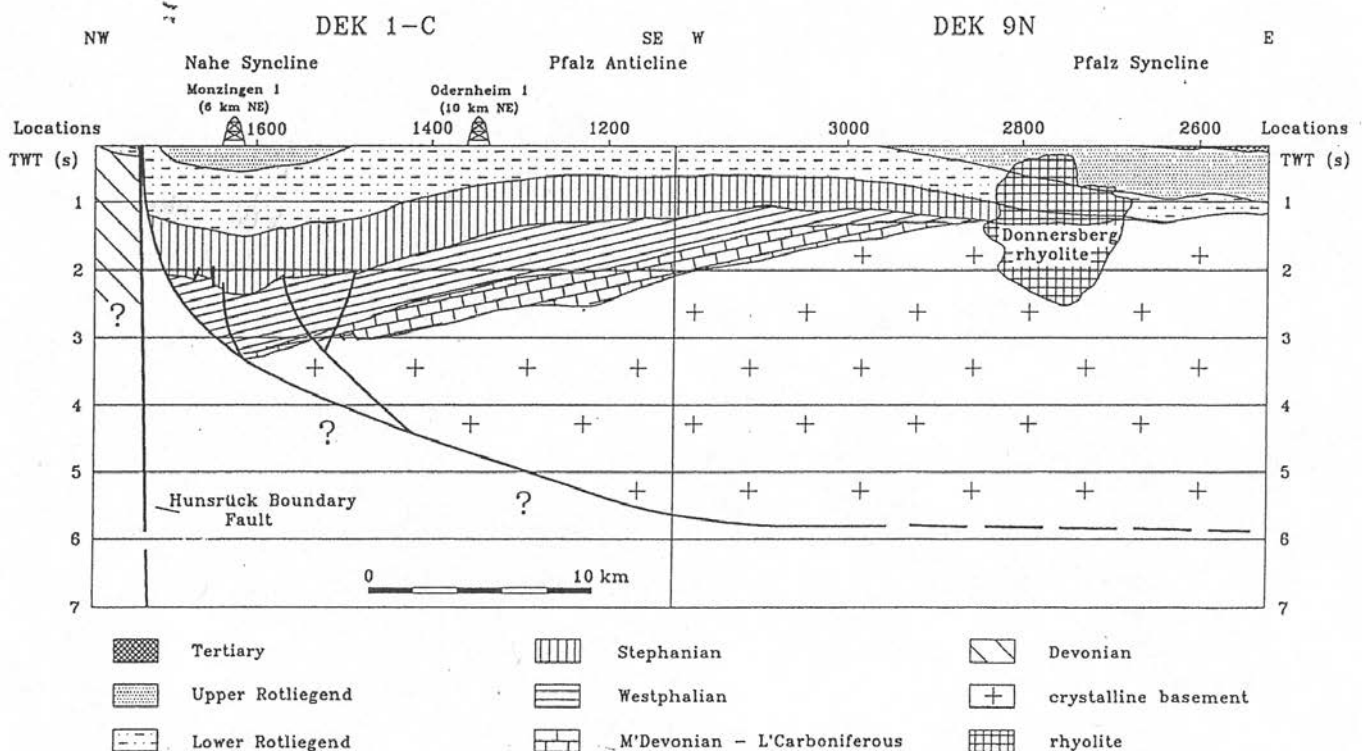 DEK 1-C DEK 9N
NW SE W E
Nahe Syncline Pfalz Anticline Pfalz Syncline
Monzingen 1
(6 km NE)
Odernheim 1
(10 km NE)
Locations 1600 1400 1200 3000 2800 2600 Locations
TWT (s) TWT (s)
1 1
Donnersberg
rhyolite
2 2
?
3 3
4 4
?
5 5
?
Hunsrück Boundary
Fault
6 6
0 10 km
7 7
Tertiary Stephanian Devonian
Upper Rotliegend Westphalian crystalline basement
Lower Rotliegend M'Devonian - L'Carboniferous rhyolite